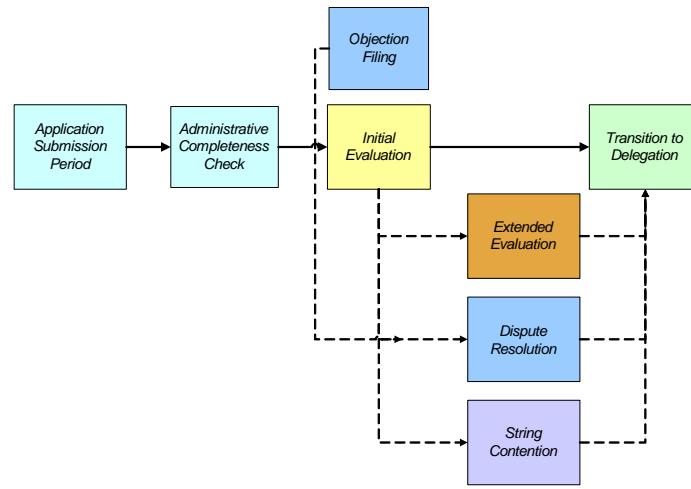 Objection
Filing
Application
Submission
Period
Administrative
Completeness
Check
Initial
Evaluation
Transition to
Delegation
Extended
Evaluation
Dispute
Resolution
String
Contention